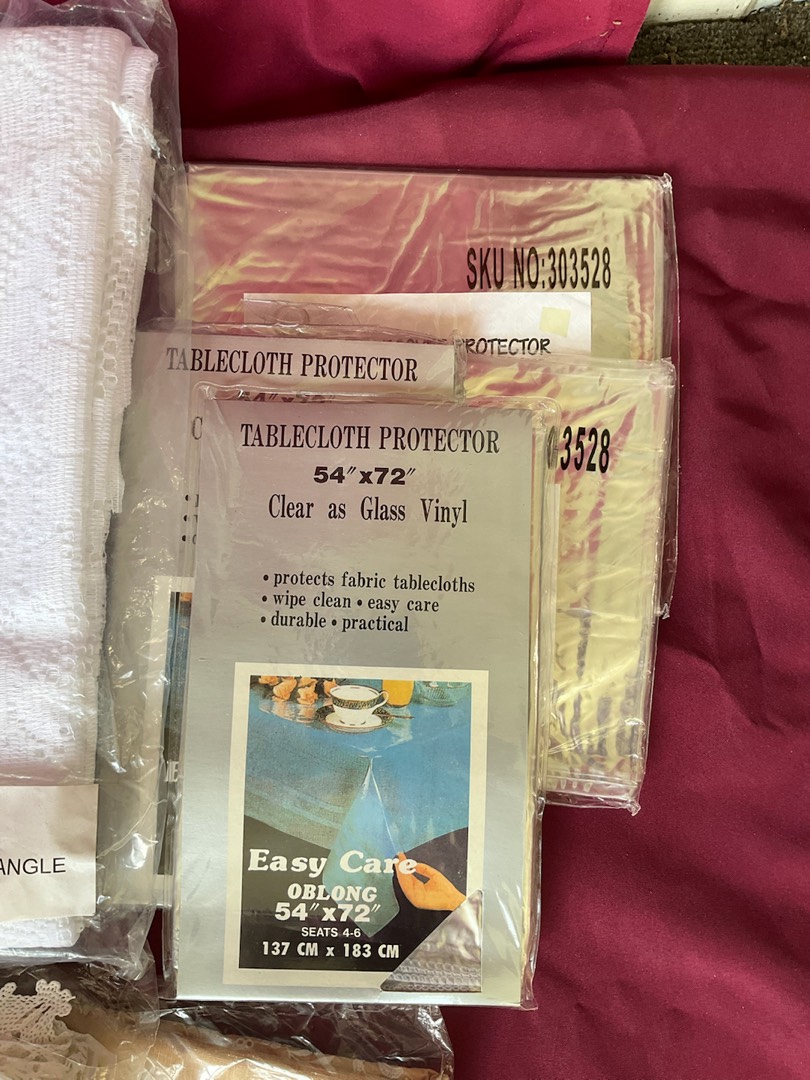 SKU NO:303528
PROTECTOR
TABLECLOTH PROTECTOR
3528
TABLECLOTH PROTECTOR
54″x72″
Clear as Glass Vinyl
• protects fabric tablecloths
• wipe clean • easy care
• durable • practical
Easy Care
OBLONG
54″x72″
SEATS 4-6
137 CM x 183 CM
ANGLE